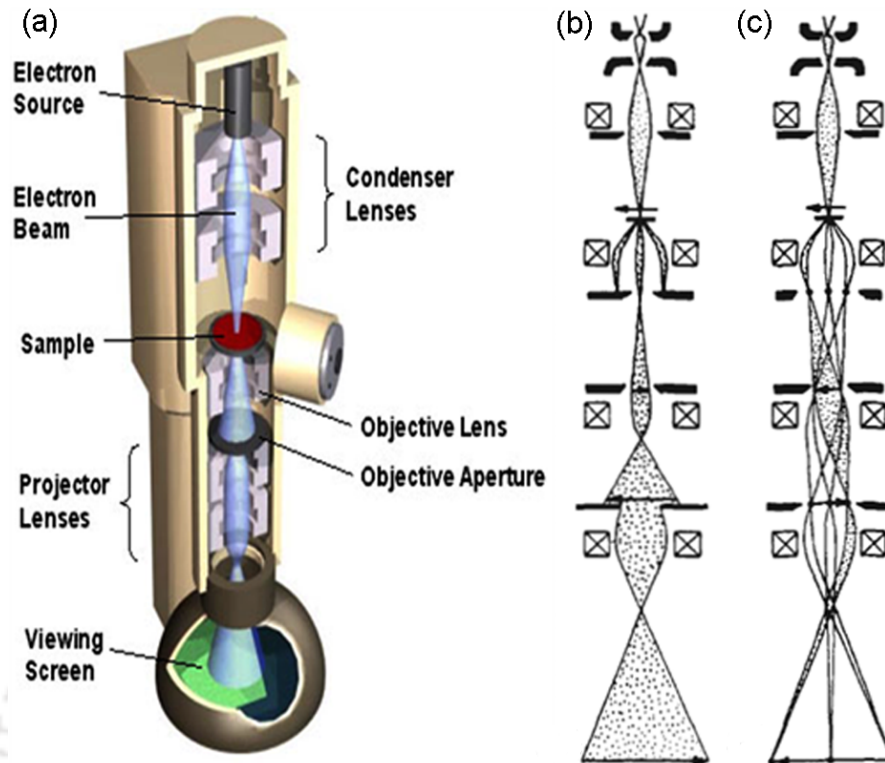 (a)
(b)
(c)
Electron
Source
Condenser
Lenses
Electron
Beam
Sample
Objective Lens
Objective Aperture
Projector
Lenses
Viewing
Screen